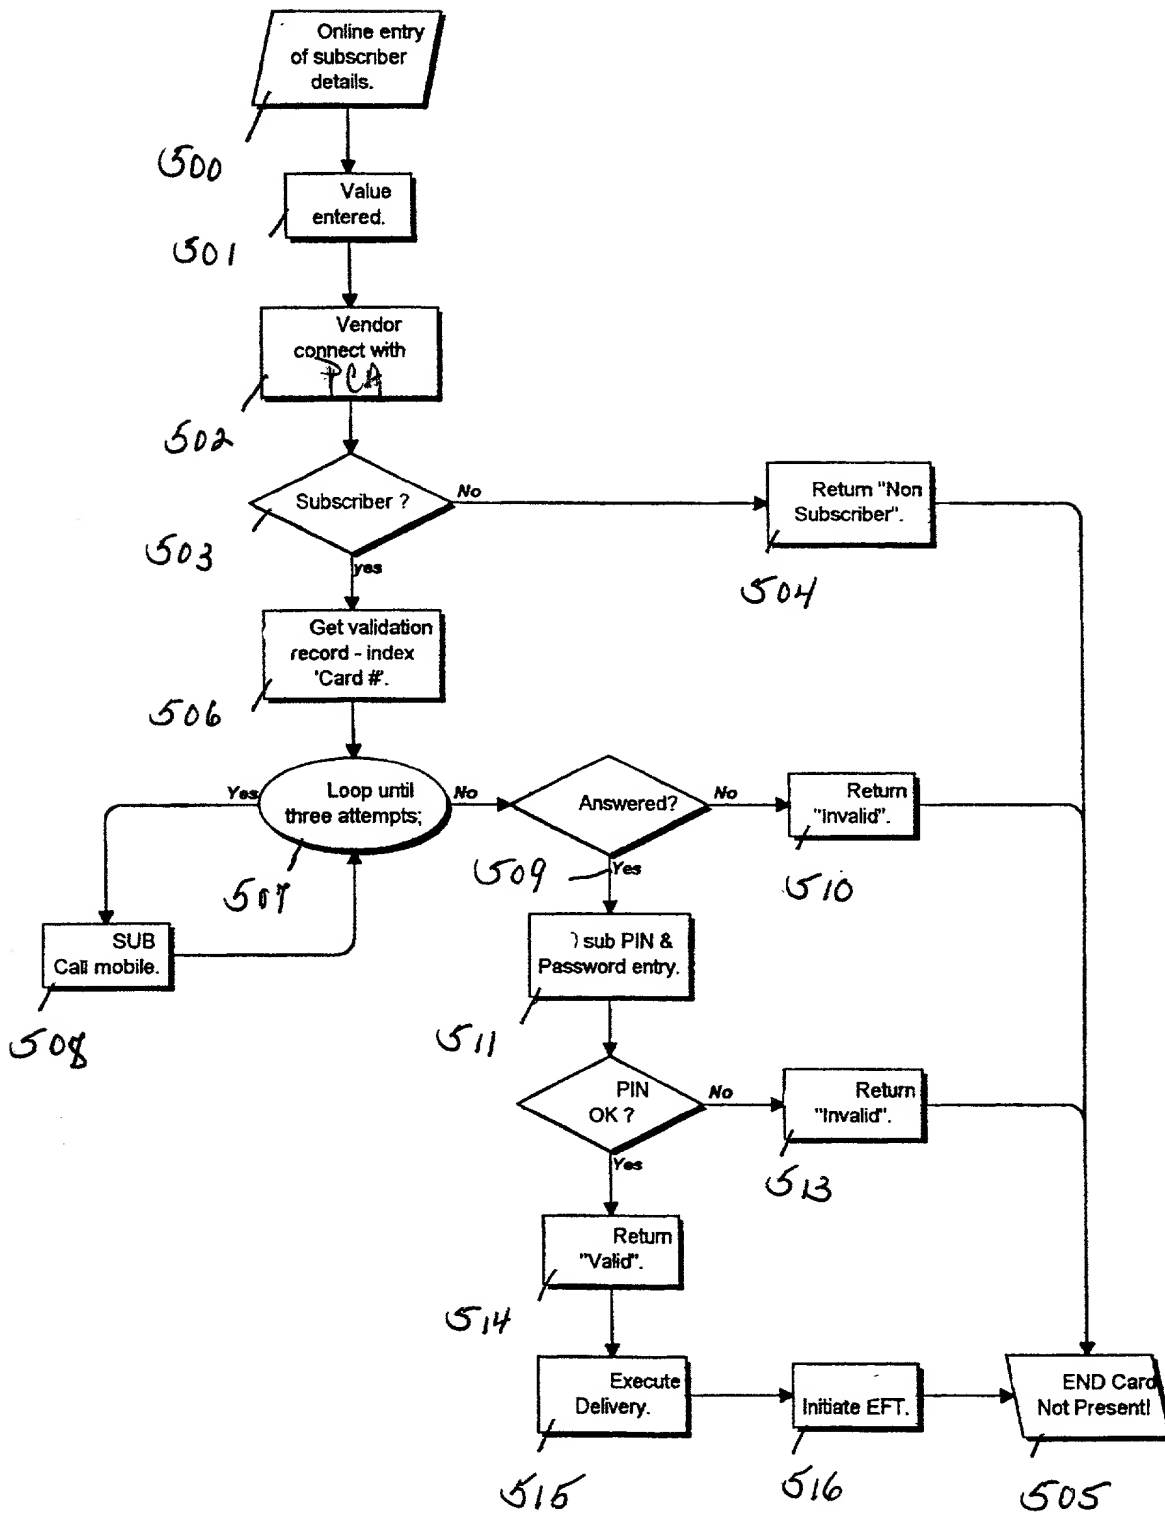 Online entry
of subscriber
details.
500
Value
entered.
501
Vendor
connect with
PCA
502
Subscriber ?
No
503
yes
Return "Non
Subscriber".
504
Get validation
record - index
'Card #'.
506
Yes
Loop until
three attempts;
No
507
Answered?
No
509
Yes
Return
"Invalid".
510
SUB
Call mobile.
508
sub PIN &
Password entry.
511
PIN
OK ?
No
Yes
Return
"Invalid".
513
Return
"Valid".
514
Execute
Delivery.
515
Initiate EFT.
516
END Card
Not Present!
505